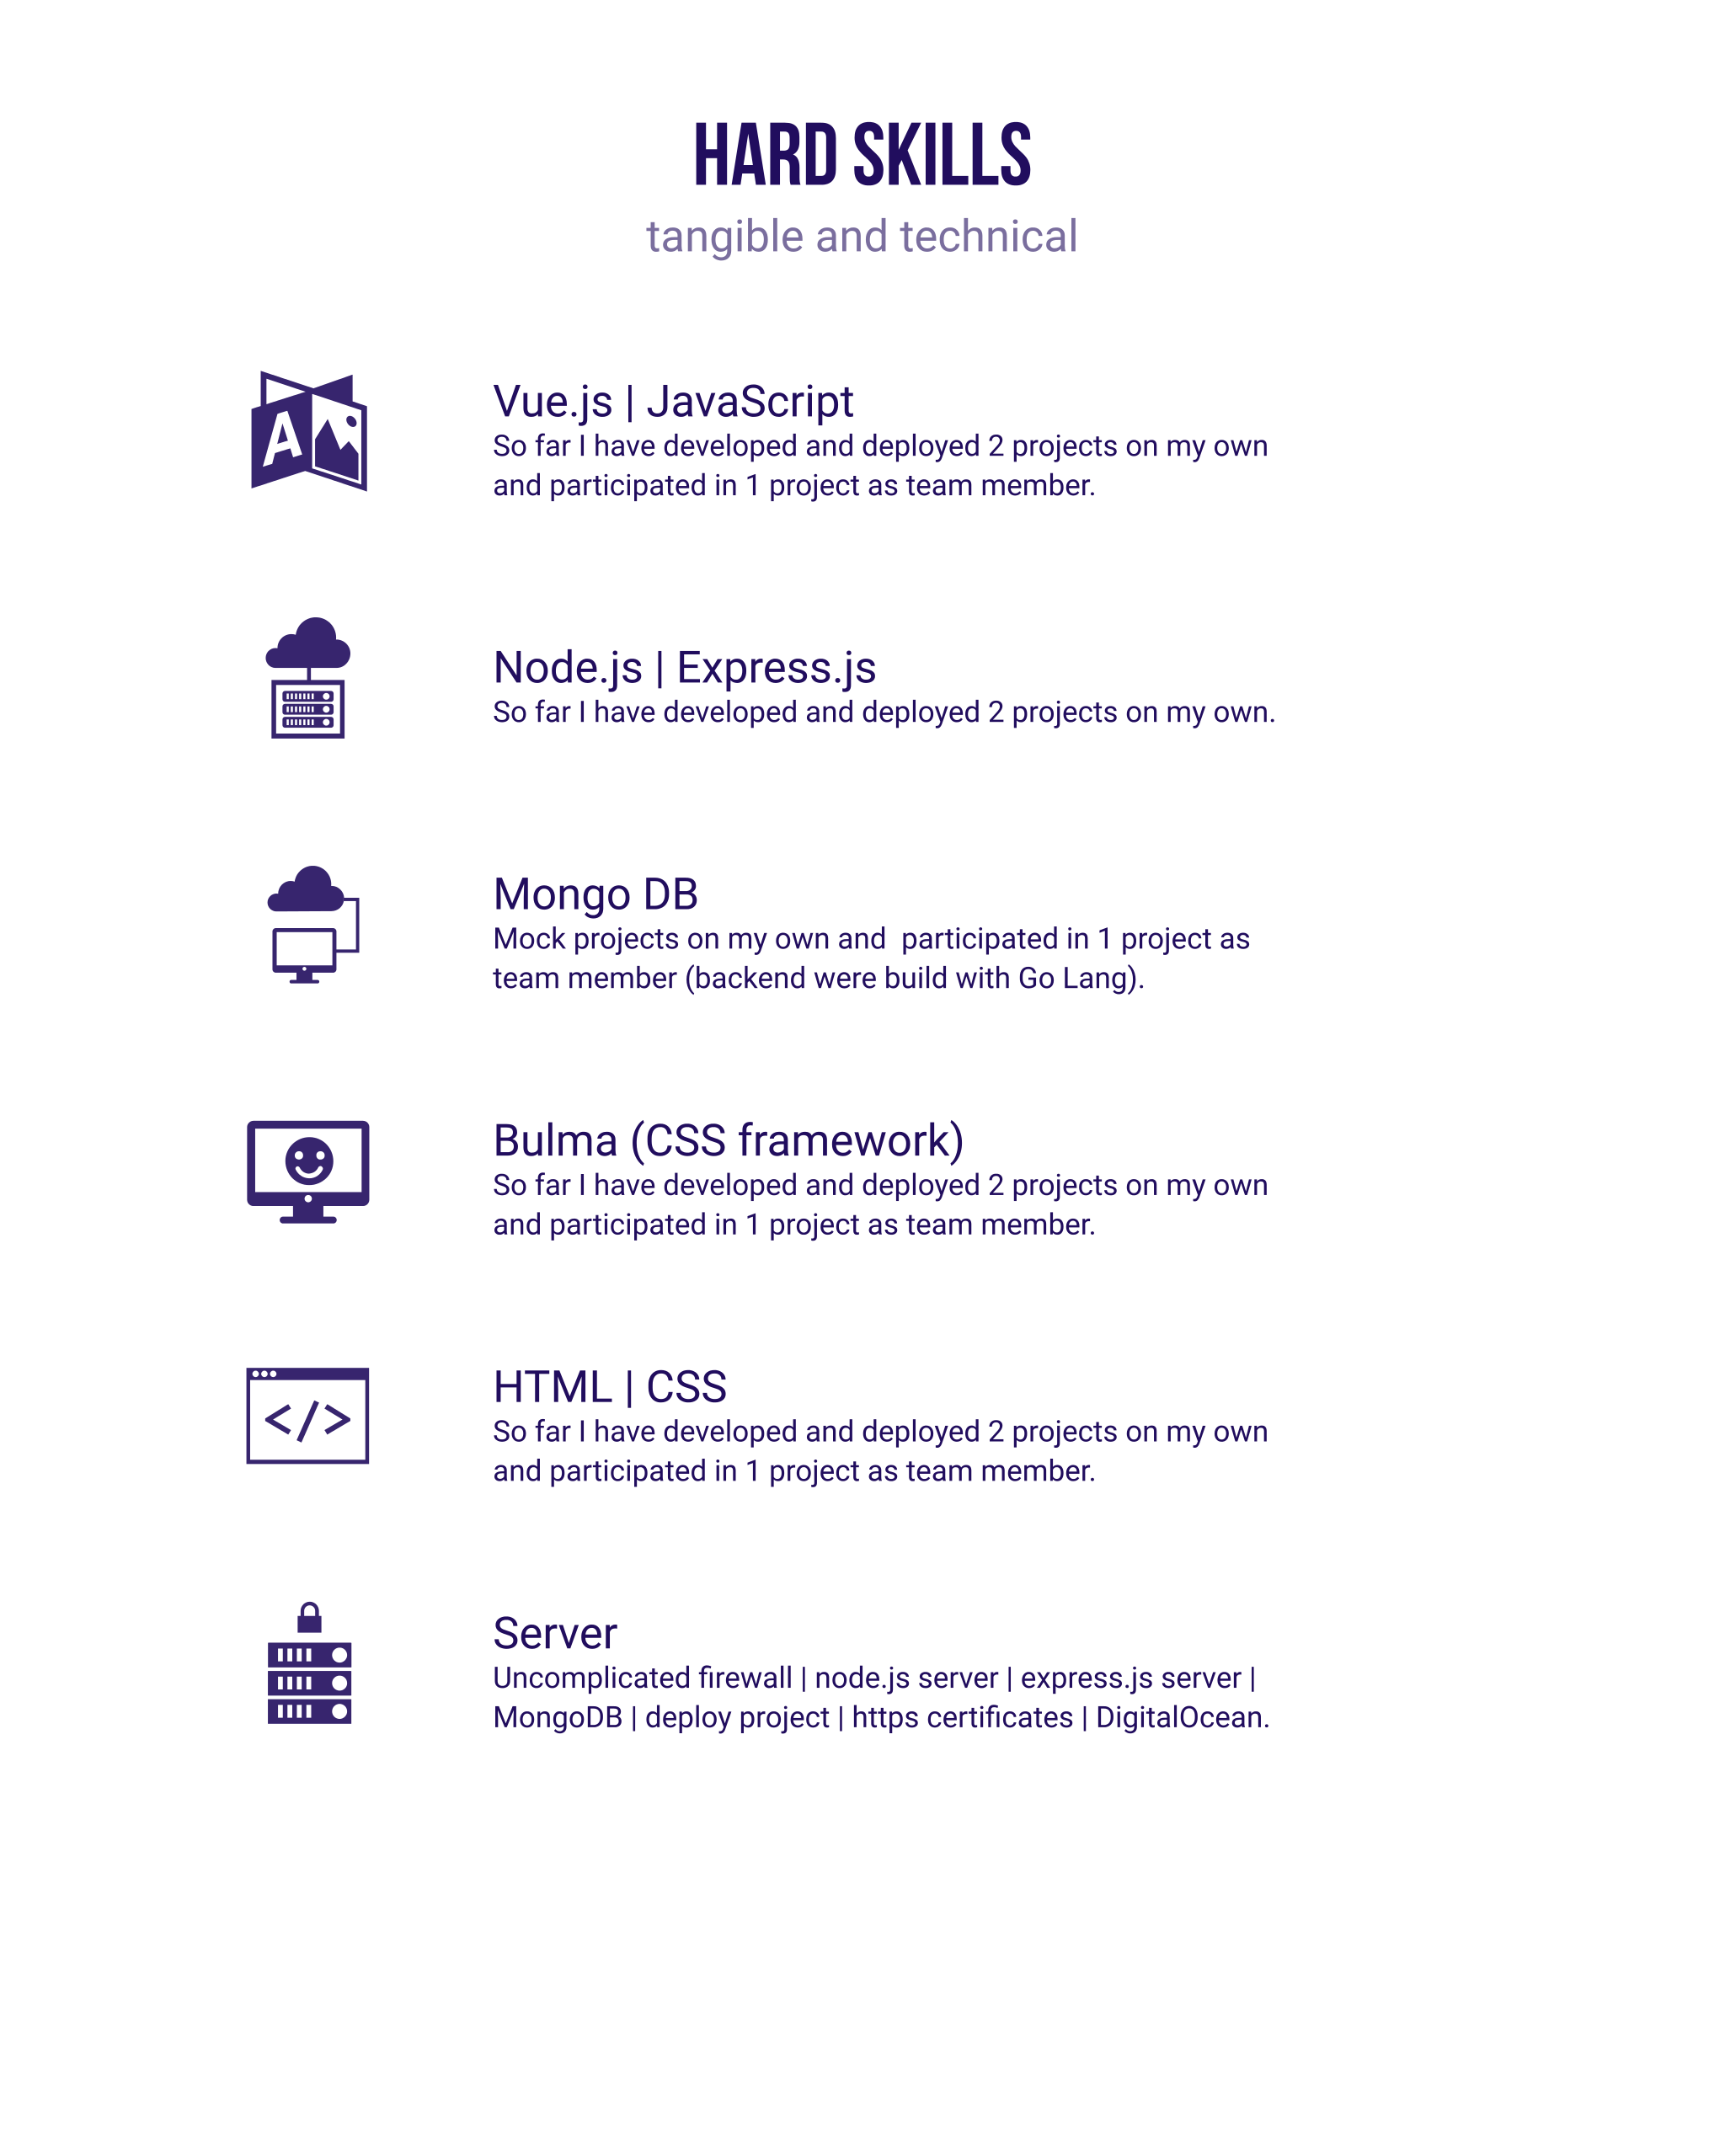 HARD SKILLS
tangible and technical
A
Vue.js | JavaScript
So far I have developed and deployed 2 projects on my own
and participated in 1 project as team member.
Node.js | Express.js
So far I have developed and deployed 2 projects on my own.
Mongo DB
Mock projects on my own and  participated in 1 project as
team member (backend were build with Go Lang).
Bulma (CSS framework)
So far I have developed and deployed 2 projects on my own
and participated in 1 project as team member.
</>
HTML | CSS
So far I have developed and deployed 2 projects on my own
and participated in 1 project as team member.
Server
Uncomplicated firewall | node.js server | express.js server |
MongoDB | deploy project | https certificates | DigitalOcean.